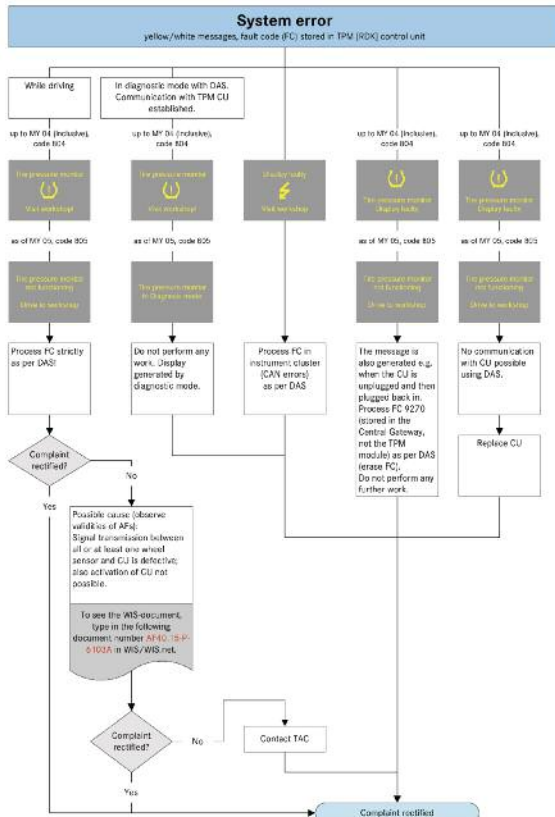 System error
yellow/white messages, fault code (FC) stored in TPM [RDK] control unit
While driving
In diagnostic mode with DAS.
Communication with TPM CU
established.
up to MY 04 (Inclusive),
code 804
up to MY 04 (Inclusive),
code 804
up to MY 04 (Inclusive),
code 804
up to MY 04 (Inclusive),
code 804
Tire pressure monitor
Visit workshop!
Tire pressure monitor
Visit workshop!
Display faulty
Visit workshop
Tire pressure monitor
Display faulty
Tire pressure monitor
Display faulty
as of MY 05, code 805
as of MY 05, code 805
as of MY 05, code 805
as of MY 05, code 805
Tire pressure monitor
not functioning
Drive to workshop
Tire pressure monitor
in Diagnosis mode
Tire pressure monitor
not functioning
Drive to workshop
Tire pressure monitor
not functioning
Drive to workshop
Process FC strictly
as per DAS!
Do not perform any
work. Display
generated by
diagnostic mode.
Process FC in
instrument cluster
(CAN errors)
as per DAS
The message is
also generated e.g.
when the CU is
unplugged and then
plugged back in.
Process FC 9270
(stored in the
Central Gateway,
not the TPM
module) as per DAS
(erase FC).
Do not perform any
further work.
No communication
with CU possible
using DAS.
Replace CU
Complaint
rectified?
No
Yes
Possible cause (observe
validities of AFs):
Signal transmission between
all or at least one wheel
sensor and CU is defective;
also activation of CU not
possible.
To see the WIS-document,
type in the following
document number AF40.15-P-
6103A in WIS/WIS.net.
Complaint
rectified?
No
Contact TAC
Yes
Complaint rectified